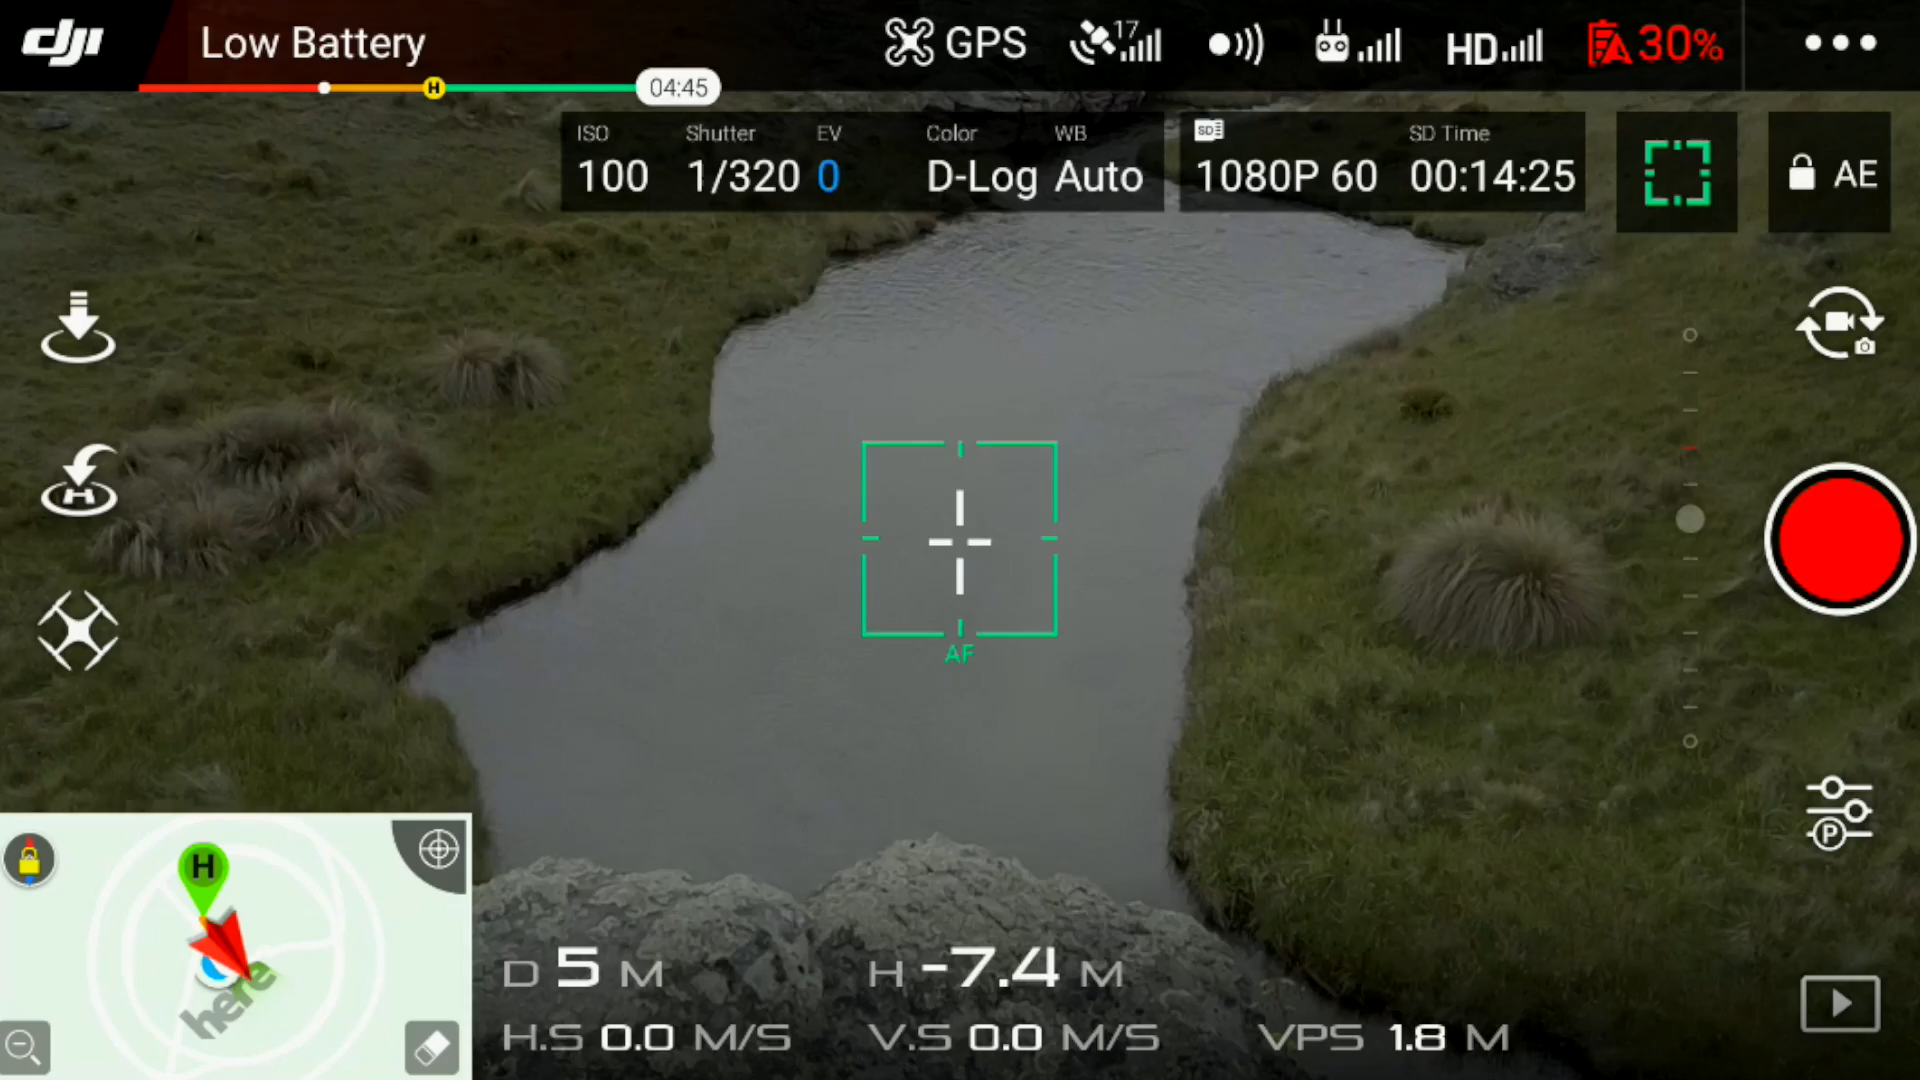 dji
Low Battery
GPS
17
HD
30%
H
04:45
ISO
100
Shutter
1/320
EV
0
Color
D-Log
WB
Auto
SD
1080P 60
SD Time
00:14:25
AE
H
AF
P
H
here
D 5 M
H -7.4 M
H.S 0.0 M/S
V.S 0.0 M/S
VPS 1.8 M